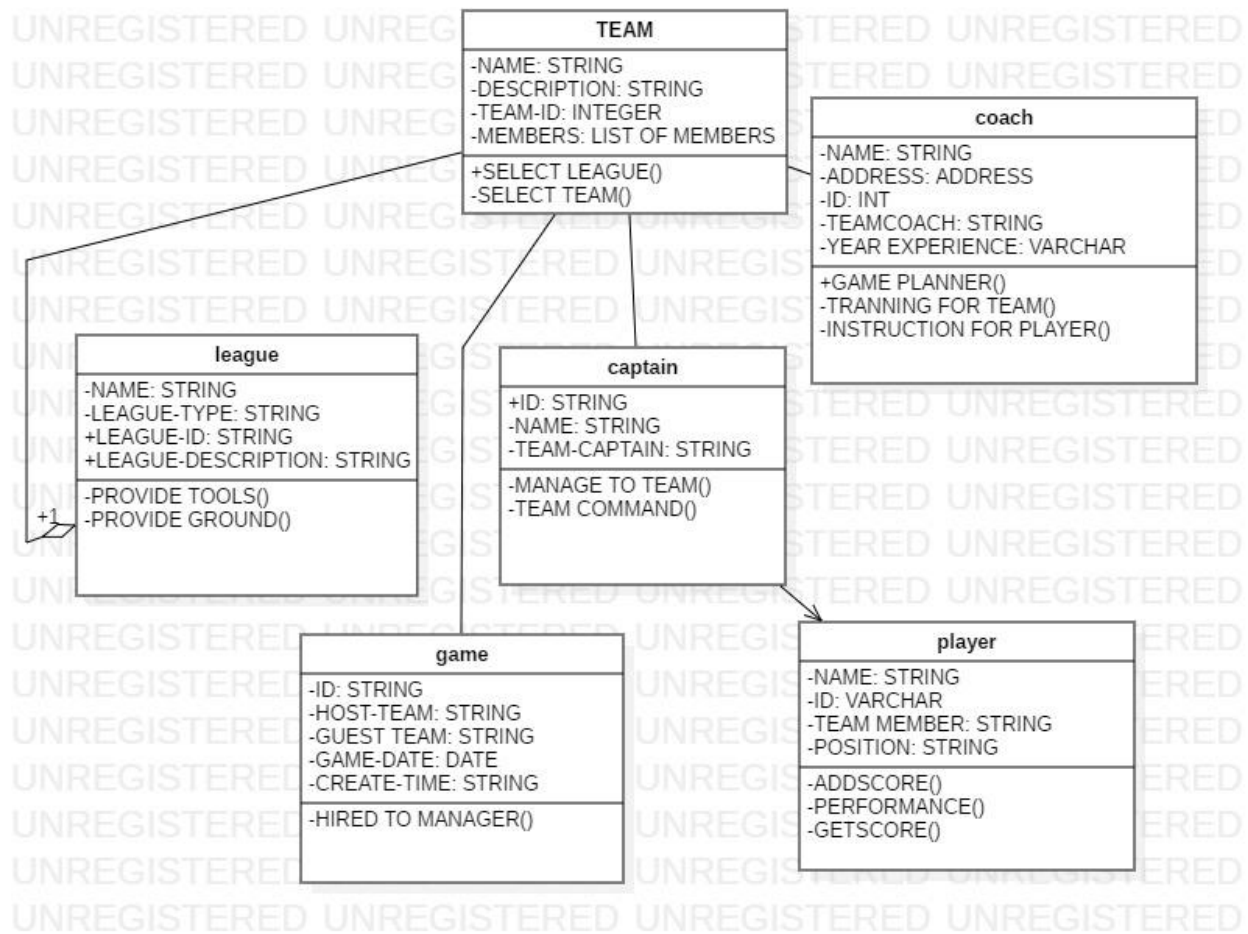 TEAM
-NAME: STRING
-DESCRIPTION: STRING
-TEAM-ID: INTEGER
-MEMBERS: LIST OF MEMBERS
+SELECT LEAGUE()
-SELECT TEAM()
coach
-NAME: STRING
-ADDRESS: ADDRESS
-ID: INT
-TEAMCOACH: STRING
-YEAR EXPERIENCE: VARCHAR
+GAME PLANNER()
-TRANNING FOR TEAM()
-INSTRUCTION FOR PLAYER()
league
-NAME: STRING
-LEAGUE-TYPE: STRING
+LEAGUE-ID: STRING
+LEAGUE-DESCRIPTION: STRING
-PROVIDE TOOLS()
-PROVIDE GROUND()
+1
captain
+ID: STRING
-NAME: STRING
-TEAM-CAPTAIN: STRING
-MANAGE TO TEAM()
-TEAM COMMAND()
game
-ID: STRING
-HOST-TEAM: STRING
-GUEST TEAM: STRING
-GAME-DATE: DATE
-CREATE-TIME: STRING
-HIRED TO MANAGER()
player
-NAME: STRING
-ID: VARCHAR
-TEAM MEMBER: STRING
-POSITION: STRING
-ADDSCORE()
-PERFORMANCE()
-GETSCORE()
UNREGISTERED UNREGISTERED UNREGISTERED UNREGISTERED